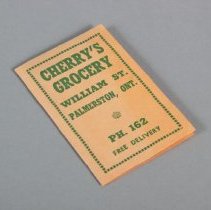 CHERRY'S
GROCERY
WILLIAM ST.
PALMERSTON, ONT.
PH. 162
FREE DELIVERY